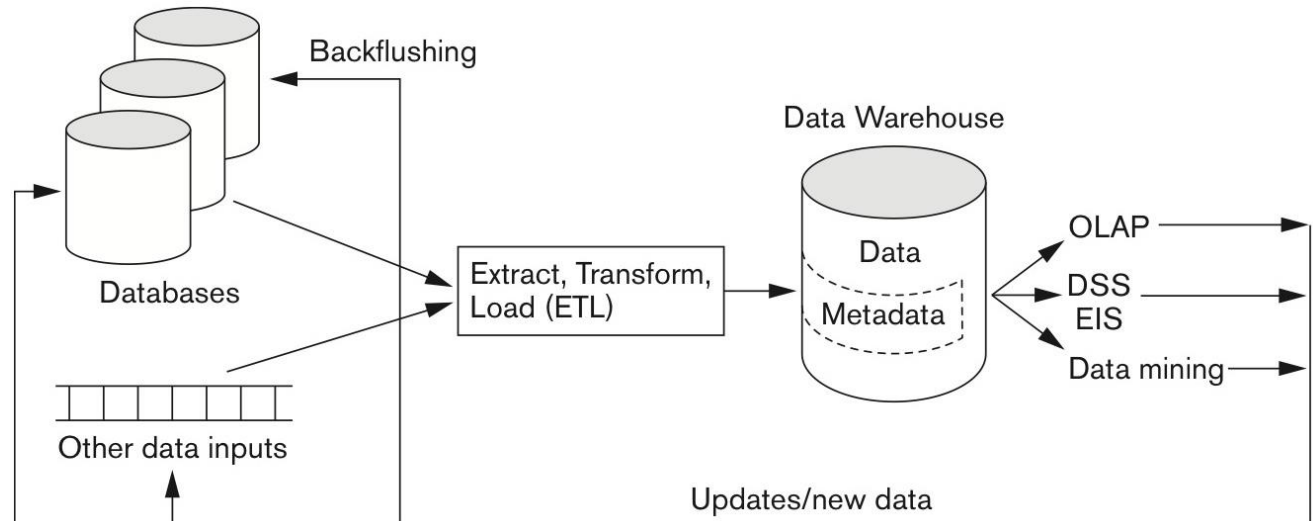 Backflushing
Databases
Other data inputs
Extract, Transform,
Load (ETL)
Data Warehouse
Data
Metadata
OLAP
DSS
EIS
Data mining
Updates/new data